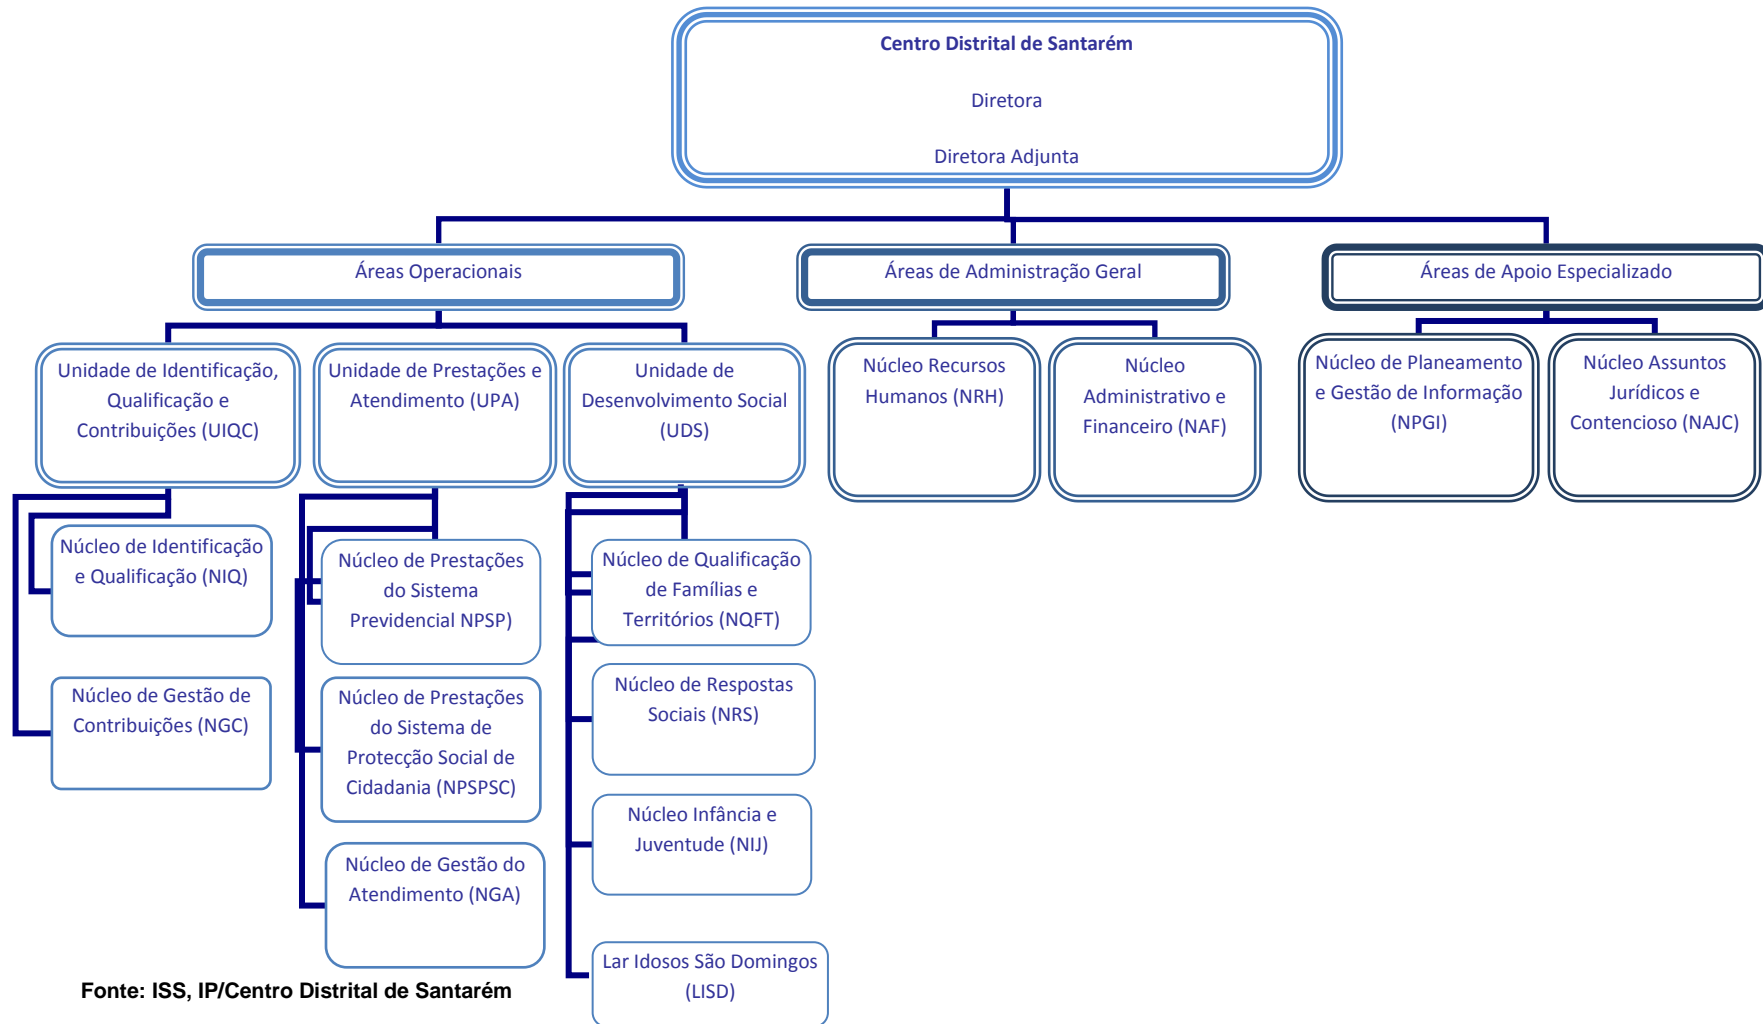 Centro Distrital de Santarém
Diretora
Diretora Adjunta
Áreas Operacionais
Áreas de Administração Geral
Áreas de Apoio Especializado
Unidade de Identificação,
Qualificação e
Contribuições (UIQC)
Unidade de Prestações e
Atendimento (UPA)
Unidade de
Desenvolvimento Social
(UDS)
Núcleo Recursos
Humanos (NRH)
Núcleo
Administrativo e
Financeiro (NAF)
Núcleo de Planeamento
e Gestão de Informação
(NPGI)
Núcleo Assuntos
Jurídicos e
Contencioso (NAJC)
Núcleo de Identificação
e Qualificação (NIQ)
Núcleo de Gestão de
Contribuições (NGC)
Núcleo de Prestações
do Sistema
Previdencial NPSP)
Núcleo de Prestações
do Sistema de
Protecção Social de
Cidadania (NPSPSC)
Núcleo de Gestão do
Atendimento (NGA)
Núcleo de Qualificação
de Famílias e
Territórios (NQFT)
Núcleo de Respostas
Sociais (NRS)
Núcleo Infância e
Juventude (NIJ)
Lar Idosos São Domingos
(LISD)
Fonte: ISS, IP/Centro Distrital de Santarém